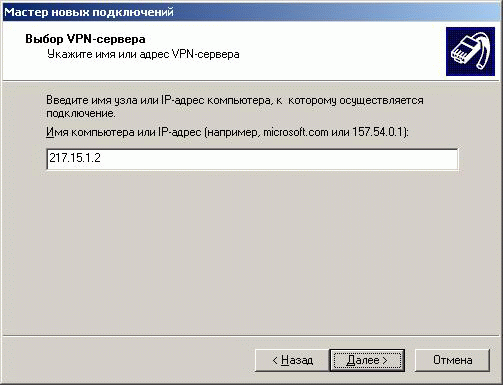 Мастер новых подключений
Выбор VPN-сервера
Укажите имя или адрес VPN-сервера
Введите имя узла или IP-адрес компьютера, к которому осуществляется
подключение.
Имя компьютера или IP-адрес (например, microsoft.com или 157.54.0.1):
217.15.1.2
< Назад Далее > Отмена